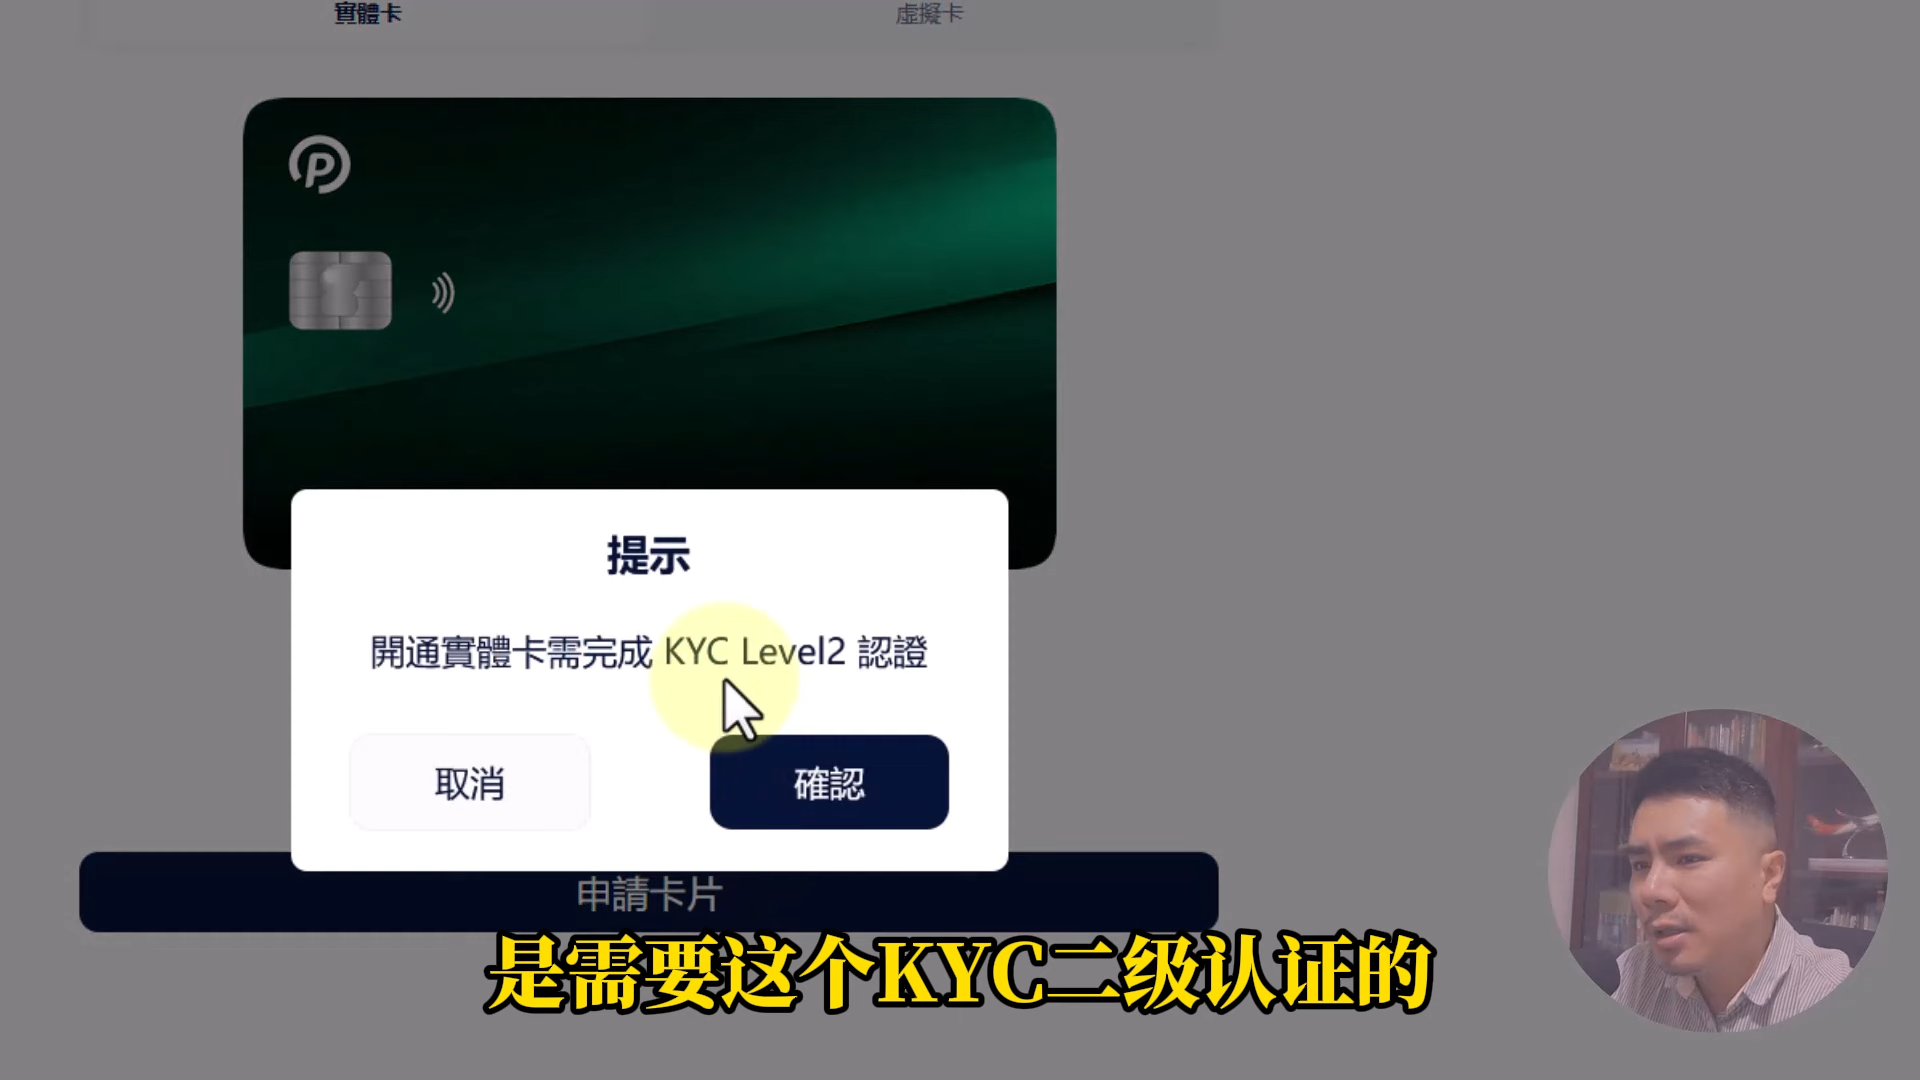 實體卡
虛擬卡
P
提示
開通實體卡需完成 KYC Level2 認證
取消
確認
申請卡片
是需要这个KYC二级认证的